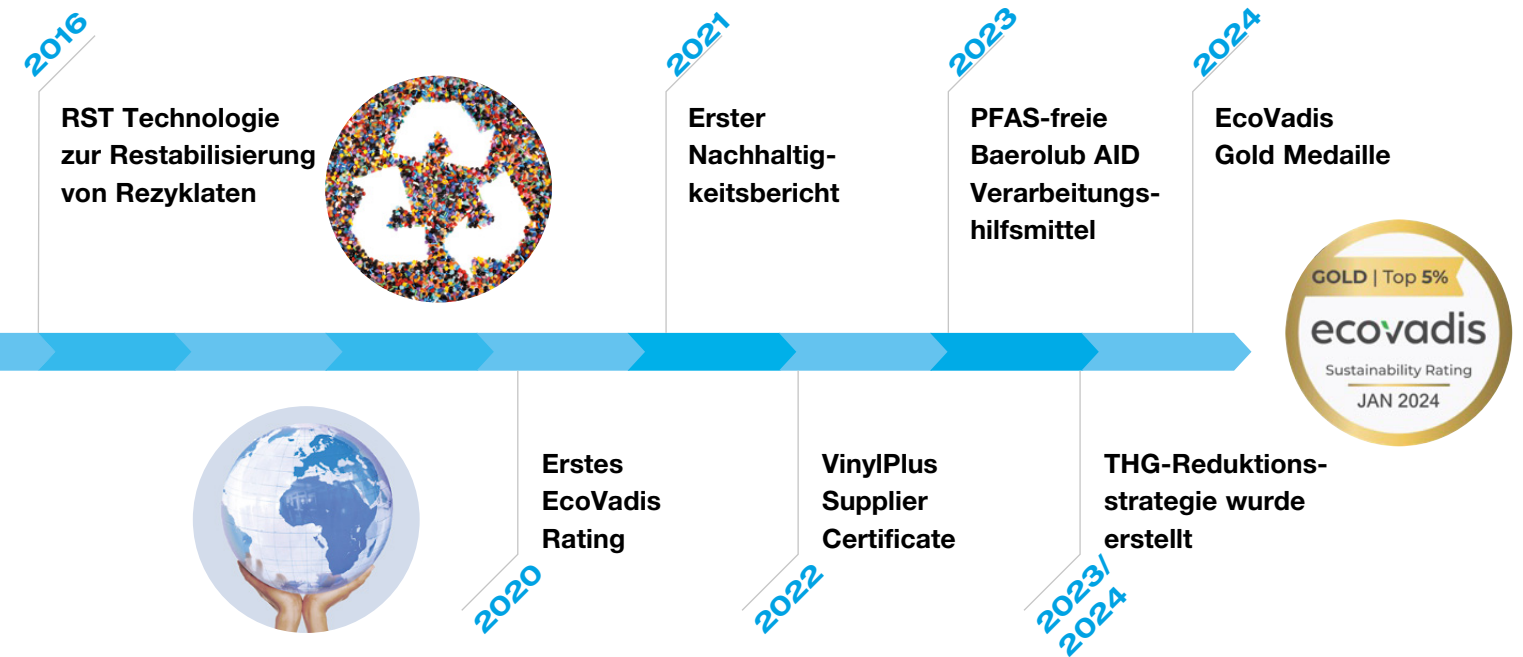 2016
RST Technologie
zur Restabilisierung
von Rezyklaten
2020
Erstes
EcoVadis
Rating
2021
Erster
Nachhaltig-
keitsbericht
2022
VinylPlus
Supplier
Certificate
2023
PFAS-freie
Baerolub AID
Verarbeitungs-
hilfsmittel
2023/
2024
THG-Reduktions-
strategie wurde
erstellt
2024
EcoVadis
Gold Medaille
GOLD | Top 5%
ecovadis
Sustainability Rating
JAN 2024